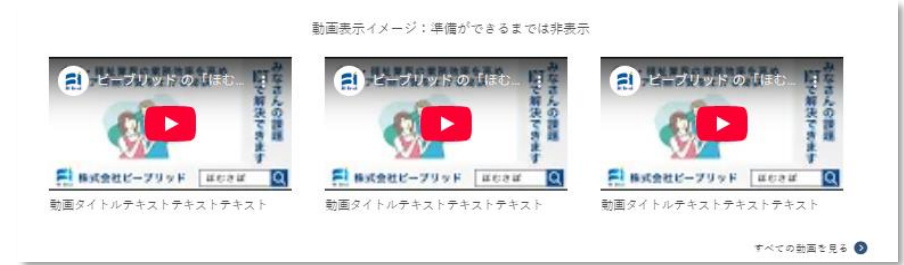 動画表示イメージ：準備ができるまでは非表示
ビーブリッドの「ほむ...
みなさんの課題
ITで解決できます
株式会社ビーブリッド
ほむさぽ
動画タイトルテキストテキストテキスト
ビーブリッドの「ほむ...
みなさんの課題
ITで解決できます
株式会社ビーブリッド
ほむさぽ
動画タイトルテキストテキストテキスト
ビーブリッドの「ほむ...
みなさんの課題
ITで解決できます
株式会社ビーブリッド
ほむさぽ
動画タイトルテキストテキストテキスト
すべての動画を見る